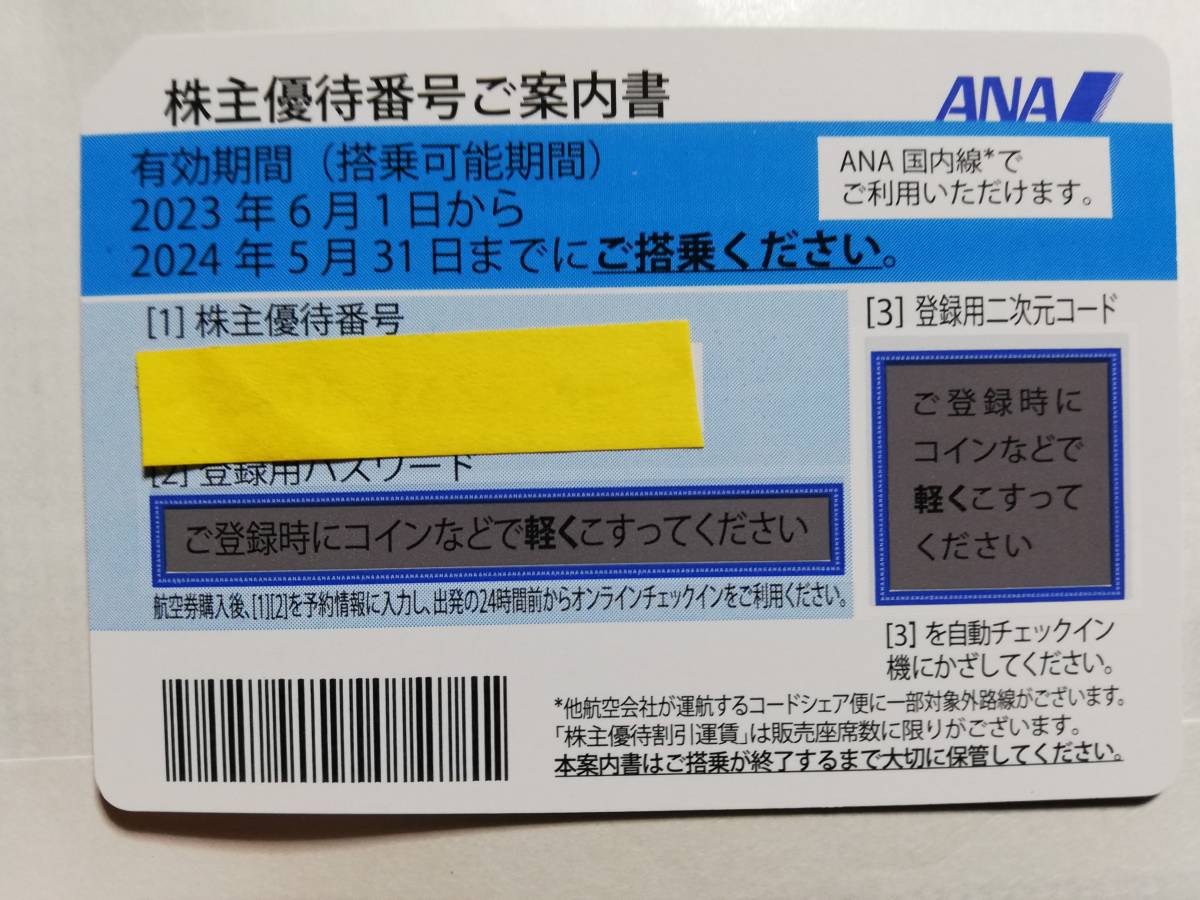 株主優待番号ご案内書
ANA
有効期間（搭乗可能期間）
2023年6月1日から
2024年5月31日までにご搭乗ください。
ANA国内線*で
ご利用いただけます。
[1]株主優待番号
[2]登録用パスワード
ご登録時にコインなどで軽くこすってください
航空券購入後、[1][2]を予約情報に入力し、出発の24時間前からオンラインチェックインをご利用ください。
[3]登録用二次元コード
ご登録時に
コインなどで
軽くこすって
ください
[3]を自動チェックイン
機にかざしてください。
*他航空会社が運航するコードシェア便に一部対象外路線がございます。
「株主優待割引運賃」は販売座席数に限りがございます。
本案内書はご搭乗が終了するまで大切に保管してください。